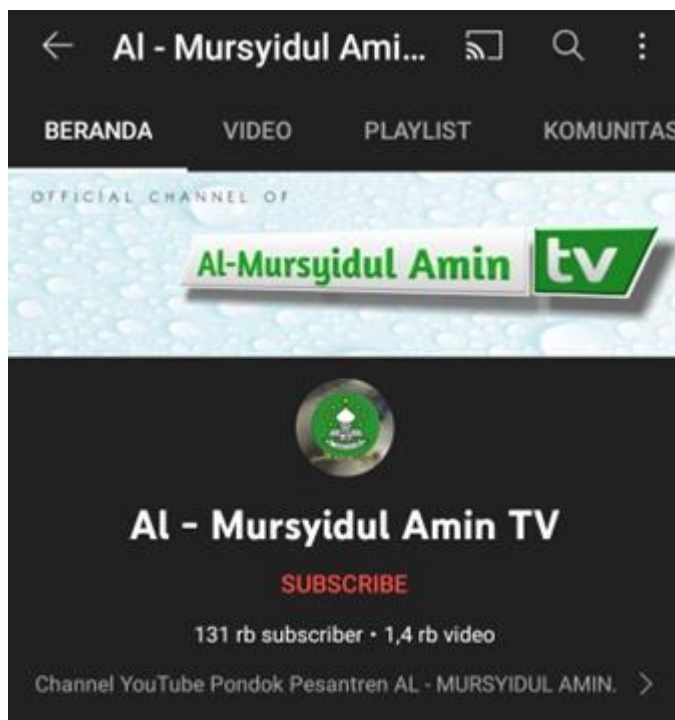 Al - Mursyidul Ami...
BERANDA VIDEO PLAYLIST KOMUNITAS
OFFICIAL CHANNEL OF
Al-Mursyidul Amin tv
Al - Mursyidul Amin TV
SUBSCRIBE
131 rb subscriber • 1,4 rb video
Channel YouTube Pondok Pesantren AL - MURSYIDUL AMIN.